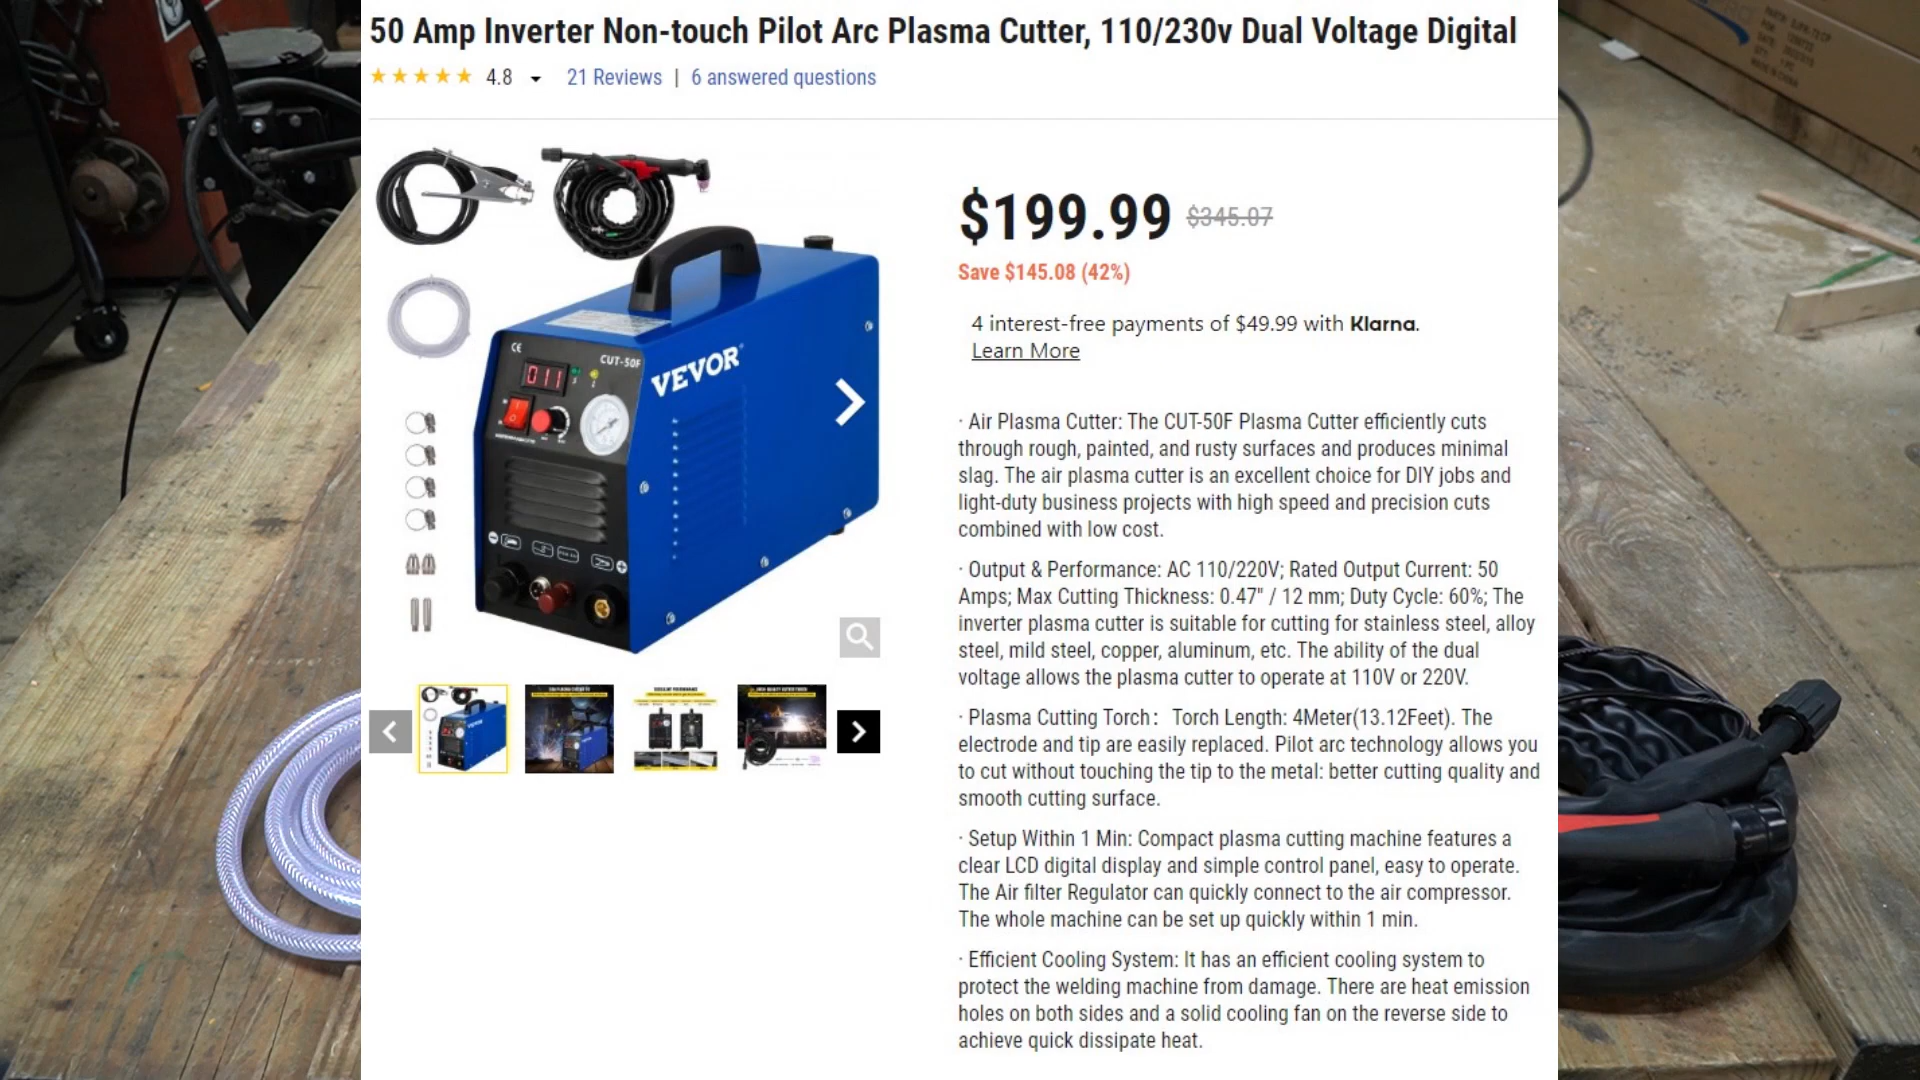 50 Amp Inverter Non-touch Pilot Arc Plasma Cutter, 110/230v Dual Voltage Digital
4.8
21 Reviews | 6 answered questions
$199.99 $345.07
Save $145.08 (42%)
4 interest-free payments of $49.99 with Klarna.
Learn More
CE
CUT-50F
011
VEVOR
· Air Plasma Cutter: The CUT-50F Plasma Cutter efficiently cuts
through rough, painted, and rusty surfaces and produces minimal
slag. The air plasma cutter is an excellent choice for DIY jobs and
light-duty business projects with high speed and precision cuts
combined with low cost.
· Output & Performance: AC 110/220V; Rated Output Current: 50
Amps; Max Cutting Thickness: 0.47" / 12 mm; Duty Cycle: 60%; The
inverter plasma cutter is suitable for cutting for stainless steel, alloy
steel, mild steel, copper, aluminum, etc. The ability of the dual
voltage allows the plasma cutter to operate at 110V or 220V.
· Plasma Cutting Torch： Torch Length: 4Meter(13.12Feet). The
electrode and tip are easily replaced. Pilot arc technology allows you
to cut without touching the tip to the metal: better cutting quality and
smooth cutting surface.
· Setup Within 1 Min: Compact plasma cutting machine features a
clear LCD digital display and simple control panel, easy to operate.
The Air filter Regulator can quickly connect to the air compressor.
The whole machine can be set up quickly within 1 min.
· Efficient Cooling System: It has an efficient cooling system to
protect the welding machine from damage. There are heat emission
holes on both sides and a solid cooling fan on the reverse side to
achieve quick dissipate heat.